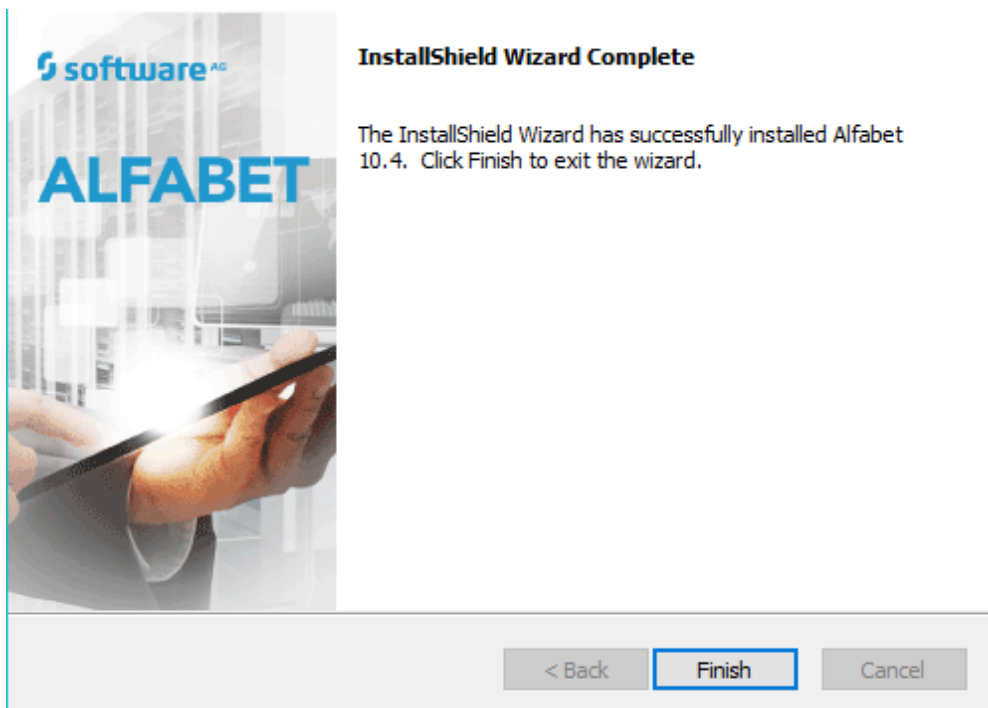 software AG
ALFABET
InstallShield Wizard Complete
The InstallShield Wizard has successfully installed Alfabet
10.4. Click Finish to exit the wizard.
< Back
Finish
Cancel